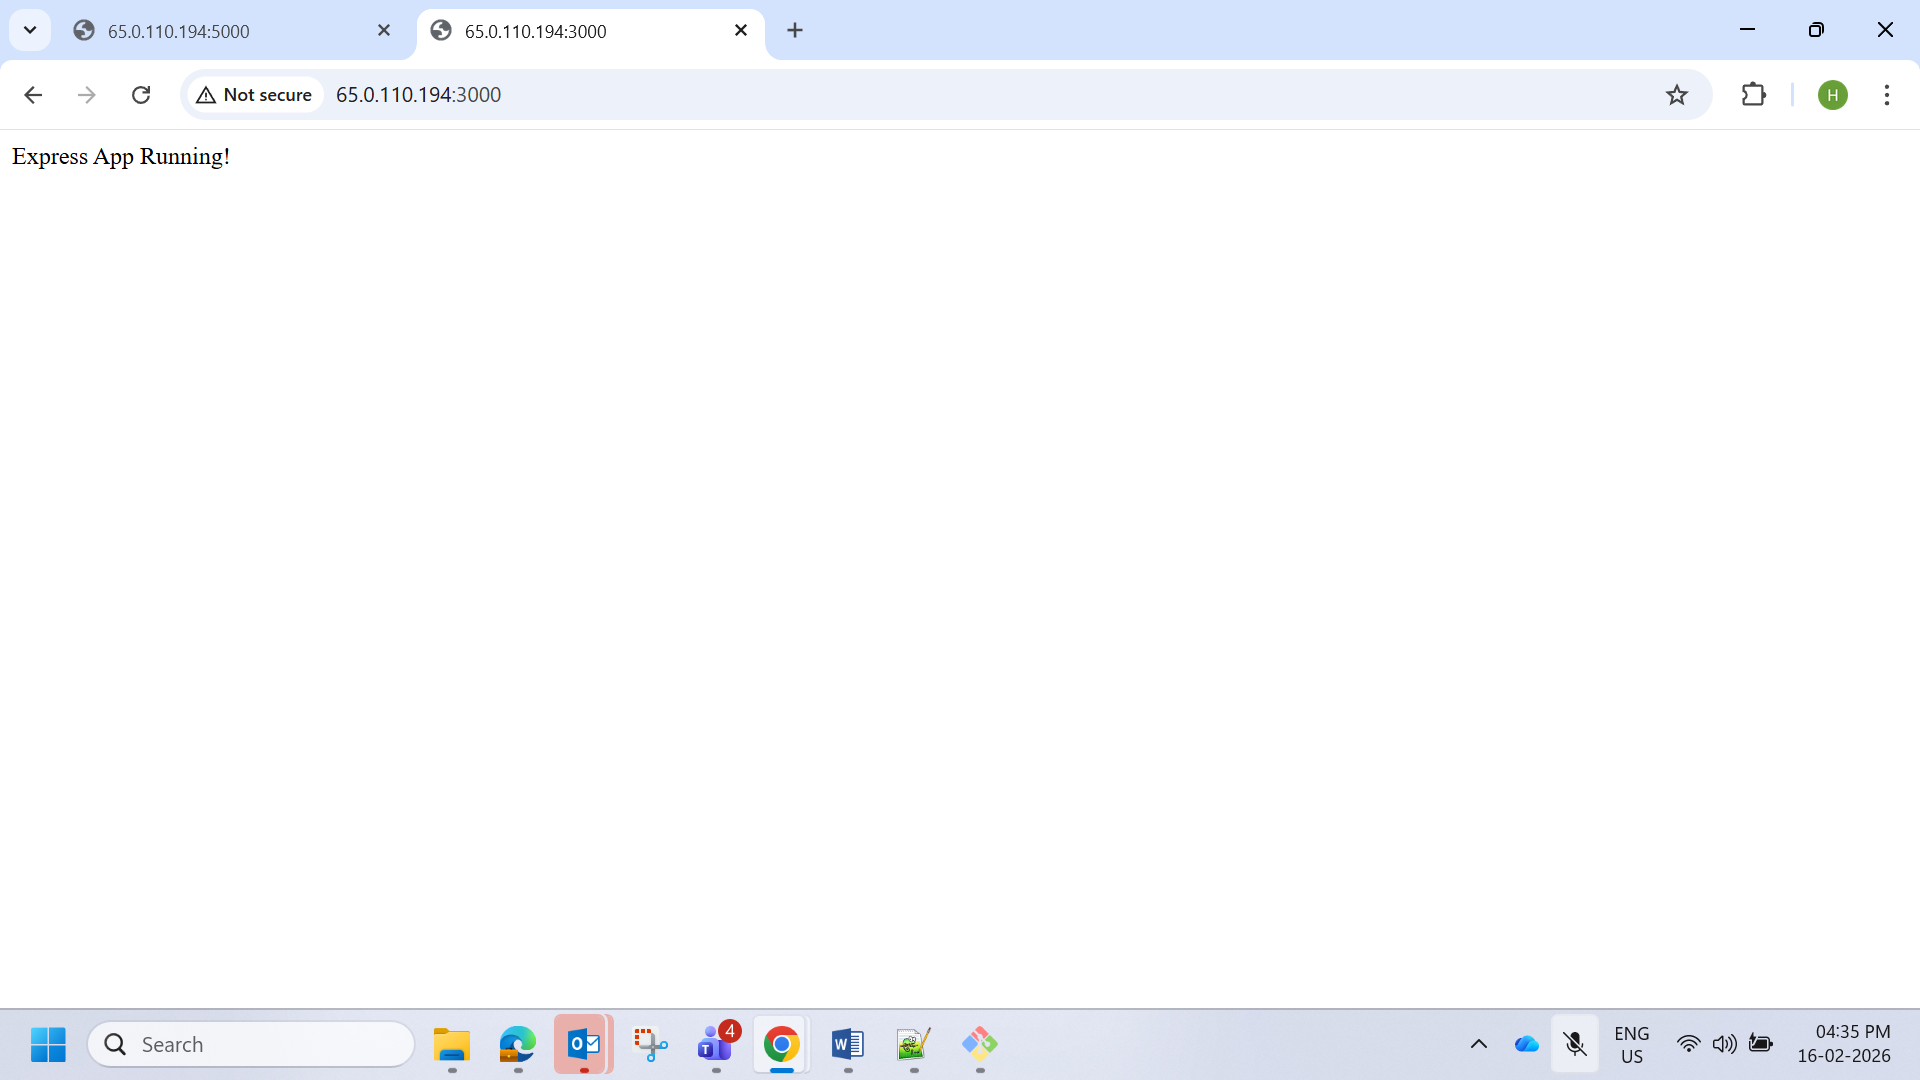 65.0.110.194:5000
65.0.110.194:3000
Not secure
65.0.110.194:3000
H
Express App Running!
Search
4
ENG
US
04:35 PM
16-02-2026